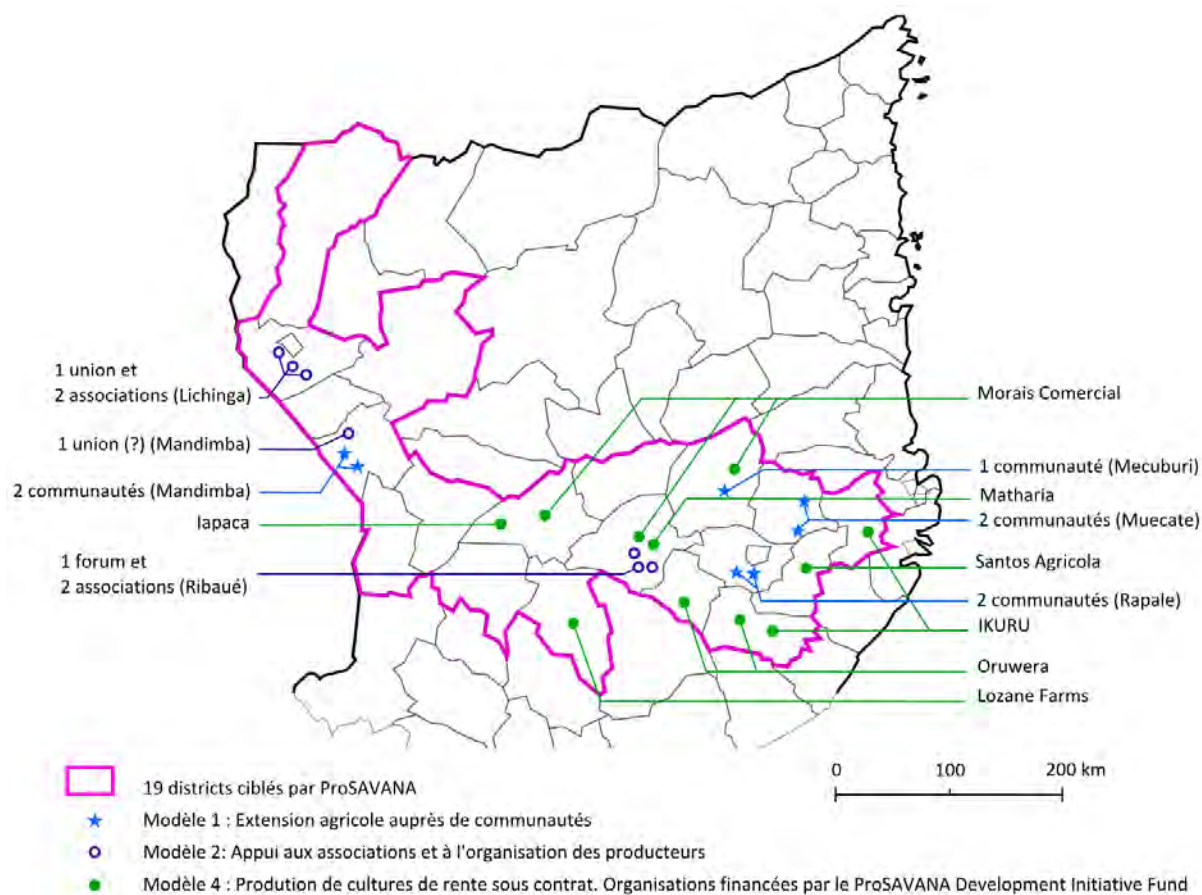 1 union et
2 associations (Lichinga)
1 union (?) (Mandimba)
2 communautés (Mandimba)
Iapaca
1 forum et
2 associations (Ribaué)
Morais Comercial
1 communauté (Mecuburi)
Matharia
2 communautés (Muecate)
Santos Agricola
2 communautés (Rapale)
IKURU
Oruwera
Lozane Farms
0 100 200 km
19 districts ciblés par ProSAVANA
Modèle 1 : Extension agricole auprès de communautés
Modèle 2: Appui aux associations et à l'organisation des producteurs
Modèle 4 : Prodution de cultures de rente sous contrat. Organisations financées par le ProSAVANA Development Initiative Fund